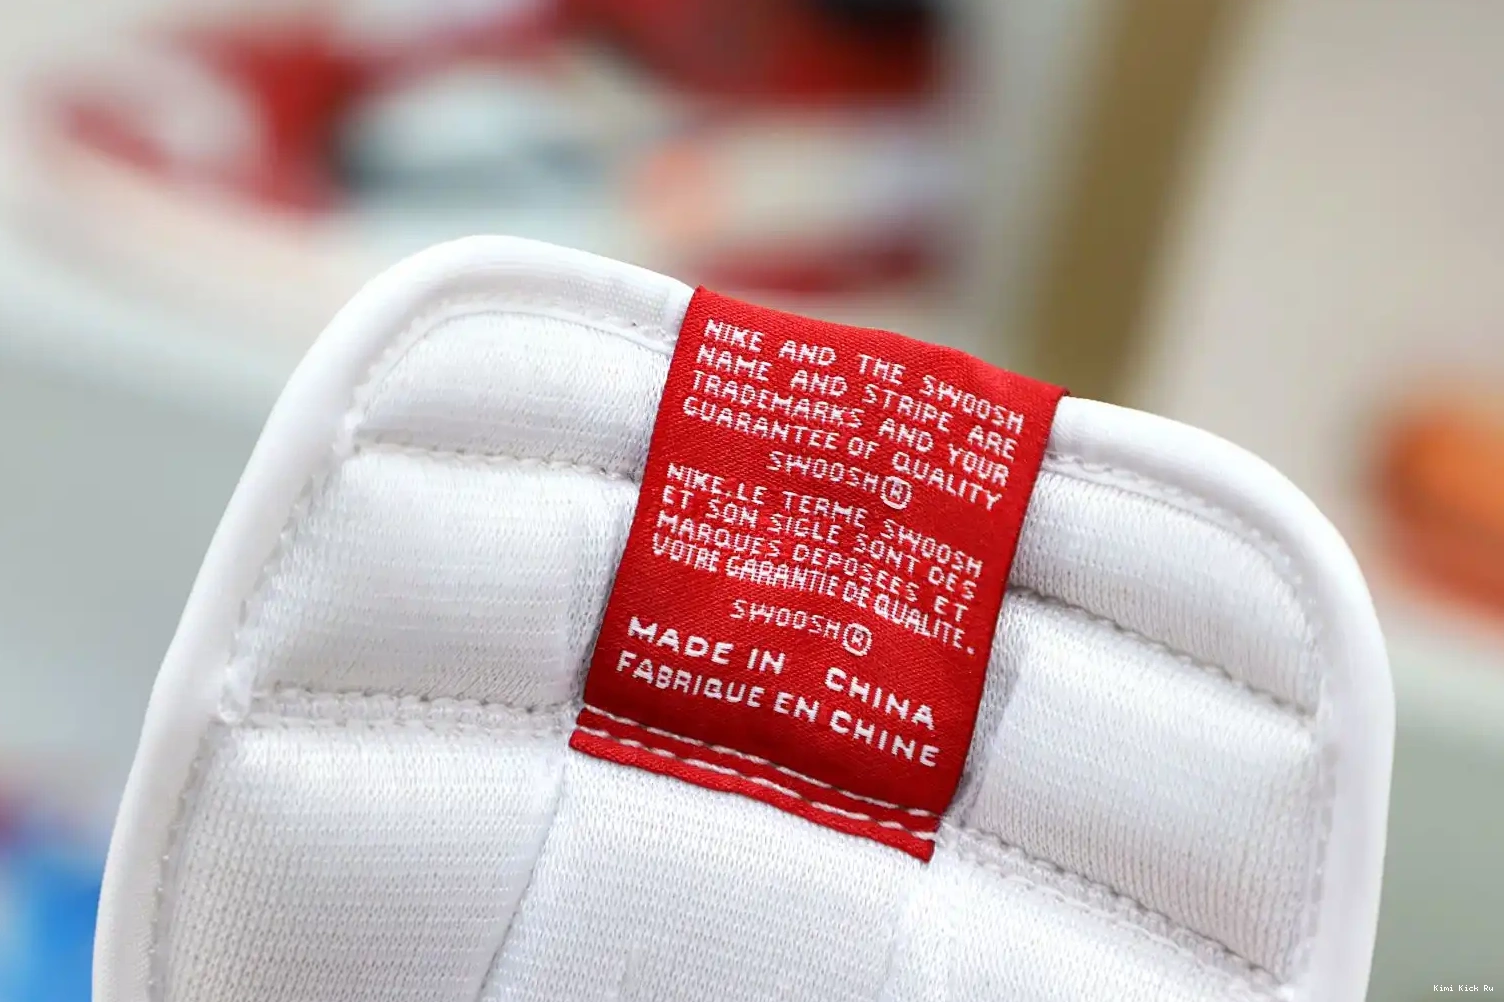 NIKE AND THE SWOOSH
NAME AND STRIPE ARE
TRADEMARKS AND YOUR
GUARANTEE OF QUALITY
SWOOSH®
NIKE.LE TERME SWOOSH
ET SON SIGLE SONT DES
MARQUES DEPOSEES ET
VOTRE GARANTIE DE QUALITE.
SWOOSH®
MADE IN CHINA
FABRIQUE EN CHINE
Kimi Kick Ru